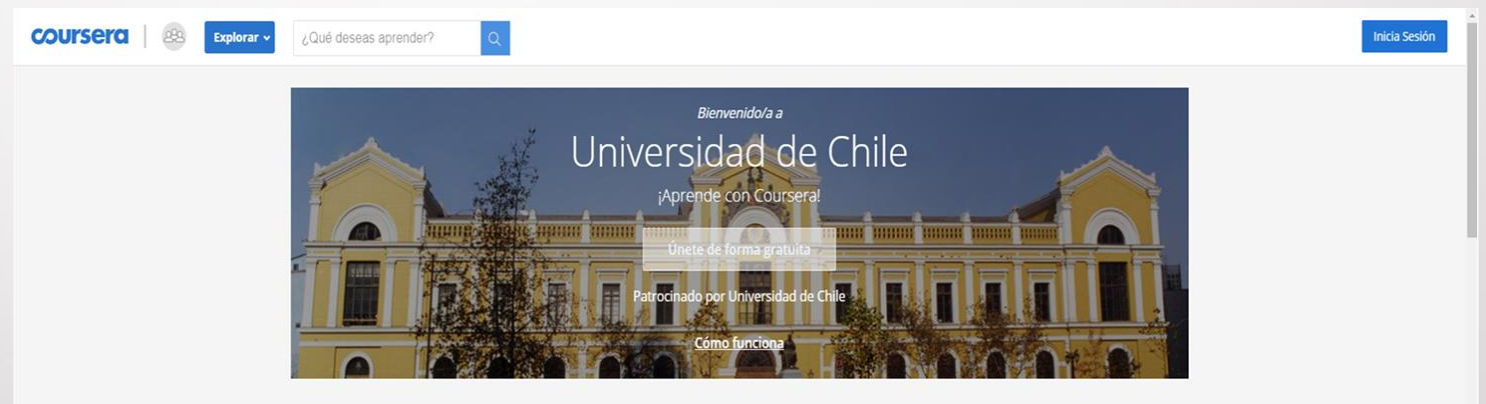 coursera
Explorar
¿Qué deseas aprender?
Inicia Sesión
Bienvenido/a a
Universidad de Chile
¡Aprende con Coursera!
Únete de forma gratuita
Patrocinado por Universidad de Chile
Cómo funciona